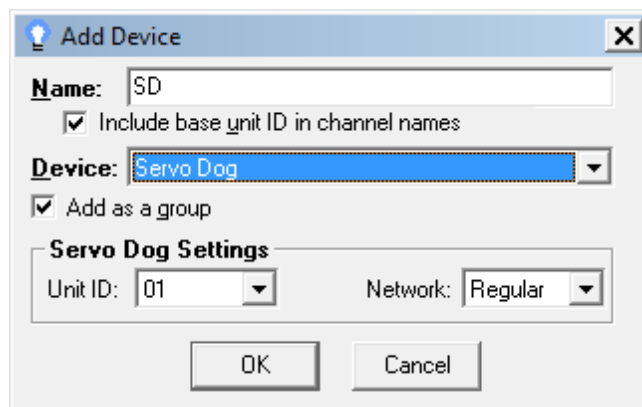 Add Device
Name: SD
Include base unit ID in channel names
Device: Servo Dog
Add as a group
Servo Dog Settings
Unit ID: 01 Network: Regular
OK Cancel